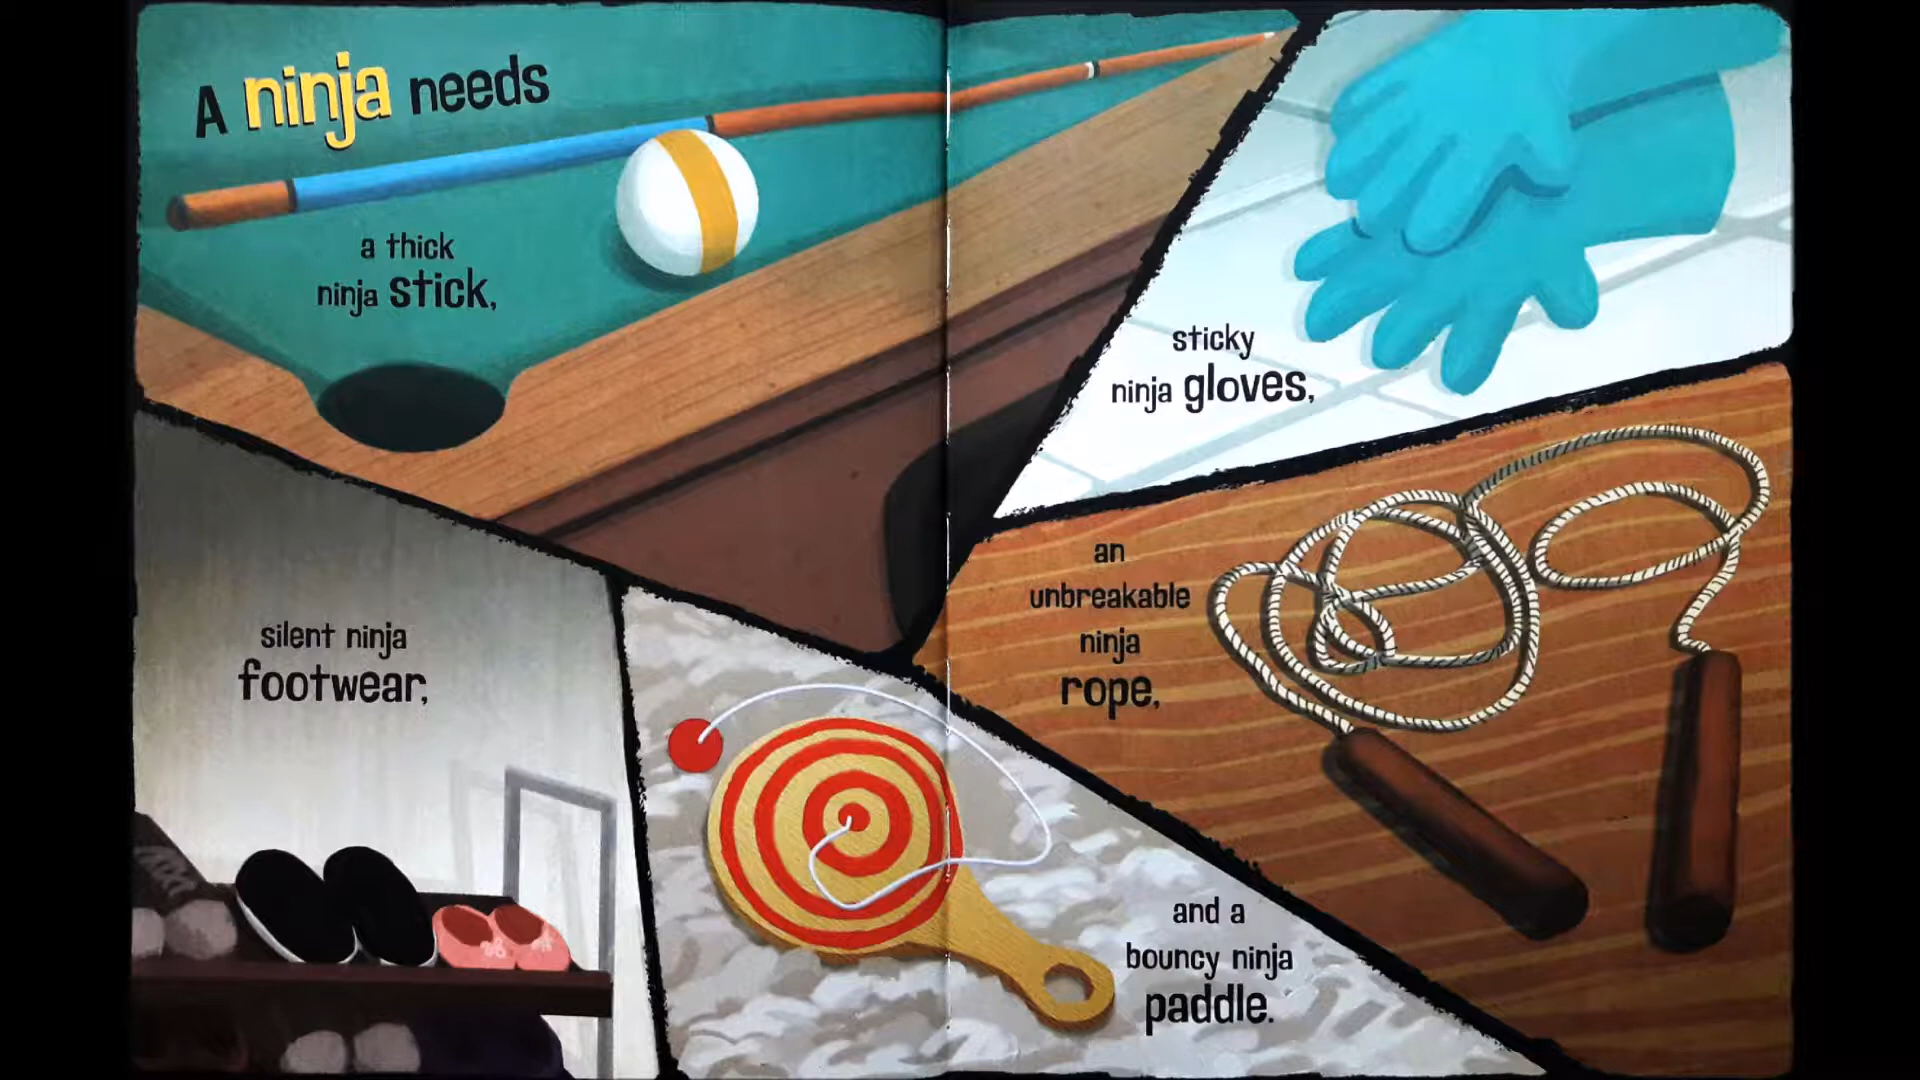 A ninja needs
a thick
ninja stick,
sticky
ninja gloves,
an
unbreakable
ninja
rope,
silent ninja
footwear,
and a
bouncy ninja
paddle.